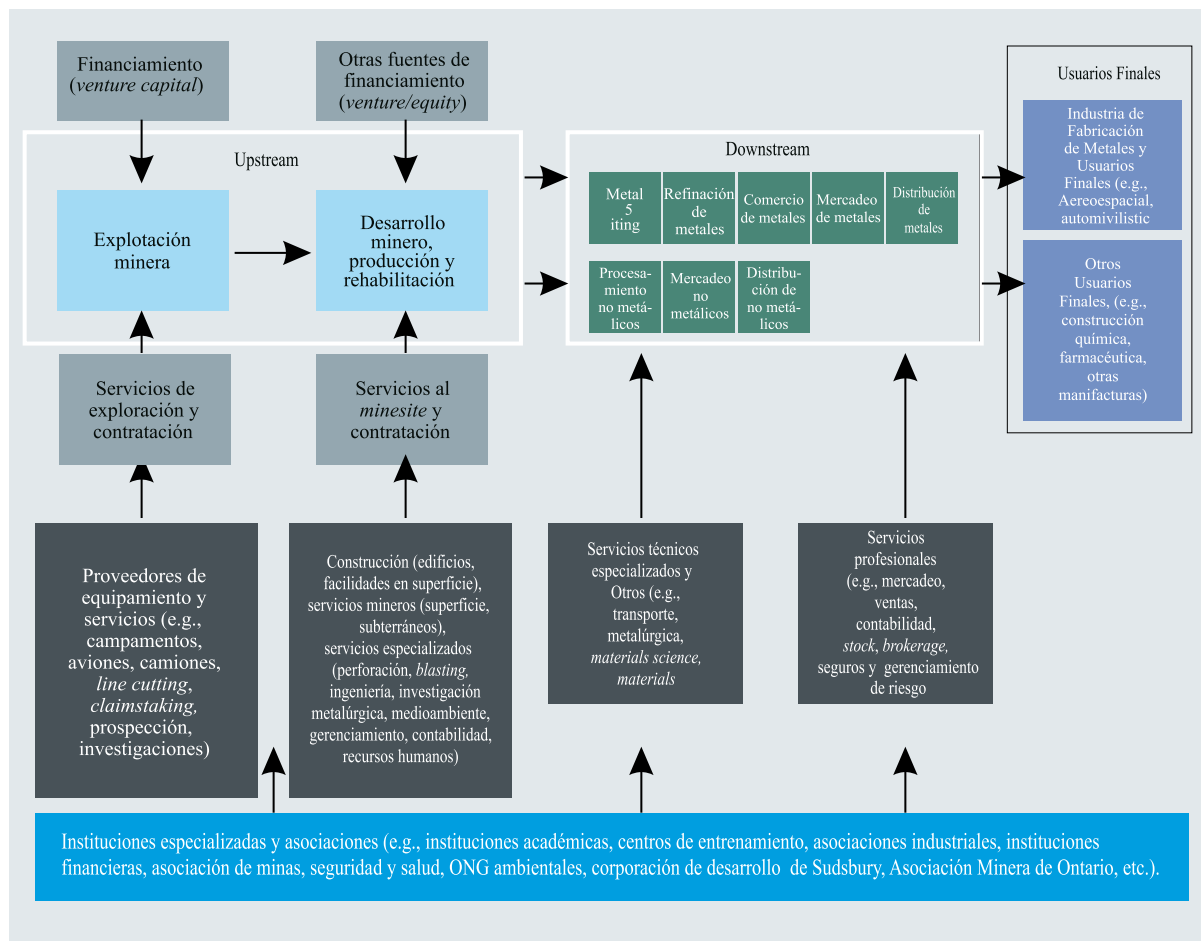 Financiamiento
(venture capital)
Otras fuentes de
financiamiento
(venture/equity)
Usuarios Finales
Upstream
Downstream
Explotación
minera
Desarrollo
minero,
producción y
rehabilitación
Metal
5
iting
Refinación
de
metales
Comercio
de metales
Mercadeo
de metales
Distribución
de
metales
Procesa-
miento
no metá-
licos
Mercadeo
no
metálicos
Distribu-
ción de
no metá-
licos
Industria de
Fabricación
de Metales y
Usuarios
Finales (e.g.,
Aereoespacial,
automivilistic
Otros
Usuarios
Finales, (e.g.,
construcción
química,
farmacéutica,
otras
manifacturas)
Servicios de
exploración y
contratación
Servicios al
minesite y
contratación
Proveedores de
equipamiento y
servicios (e.g.,
campamentos,
aviones, camiones,
line cutting,
claimstaking,
prospección,
investigaciones)
Construcción (edificios,
facilidades en superficie),
servicios mineros (superficie,
subterráneos),
servicios especializados
(perforación, blasting,
ingeniería, investigación
metalúrgica, medioambiente,
gerenciamiento, contabilidad,
recursos humanos)
Servicios técnicos
especializados y
Otros (e.g.,
transporte,
metalúrgica,
materials science,
materials
Servicios
profesionales
(e.g., mercadeo,
ventas,
contabilidad,
stock, brokerage,
seguros y gerenciamiento
de riesgo
Instituciones especializadas y asociaciones (e.g., instituciones académicas, centros de entrenamiento, asociaciones industriales, instituciones
financieras, asociación de minas, seguridad y salud, ONG ambientales, corporación de desarrollo de Sudsbury, Asociación Minera de Ontario, etc.).